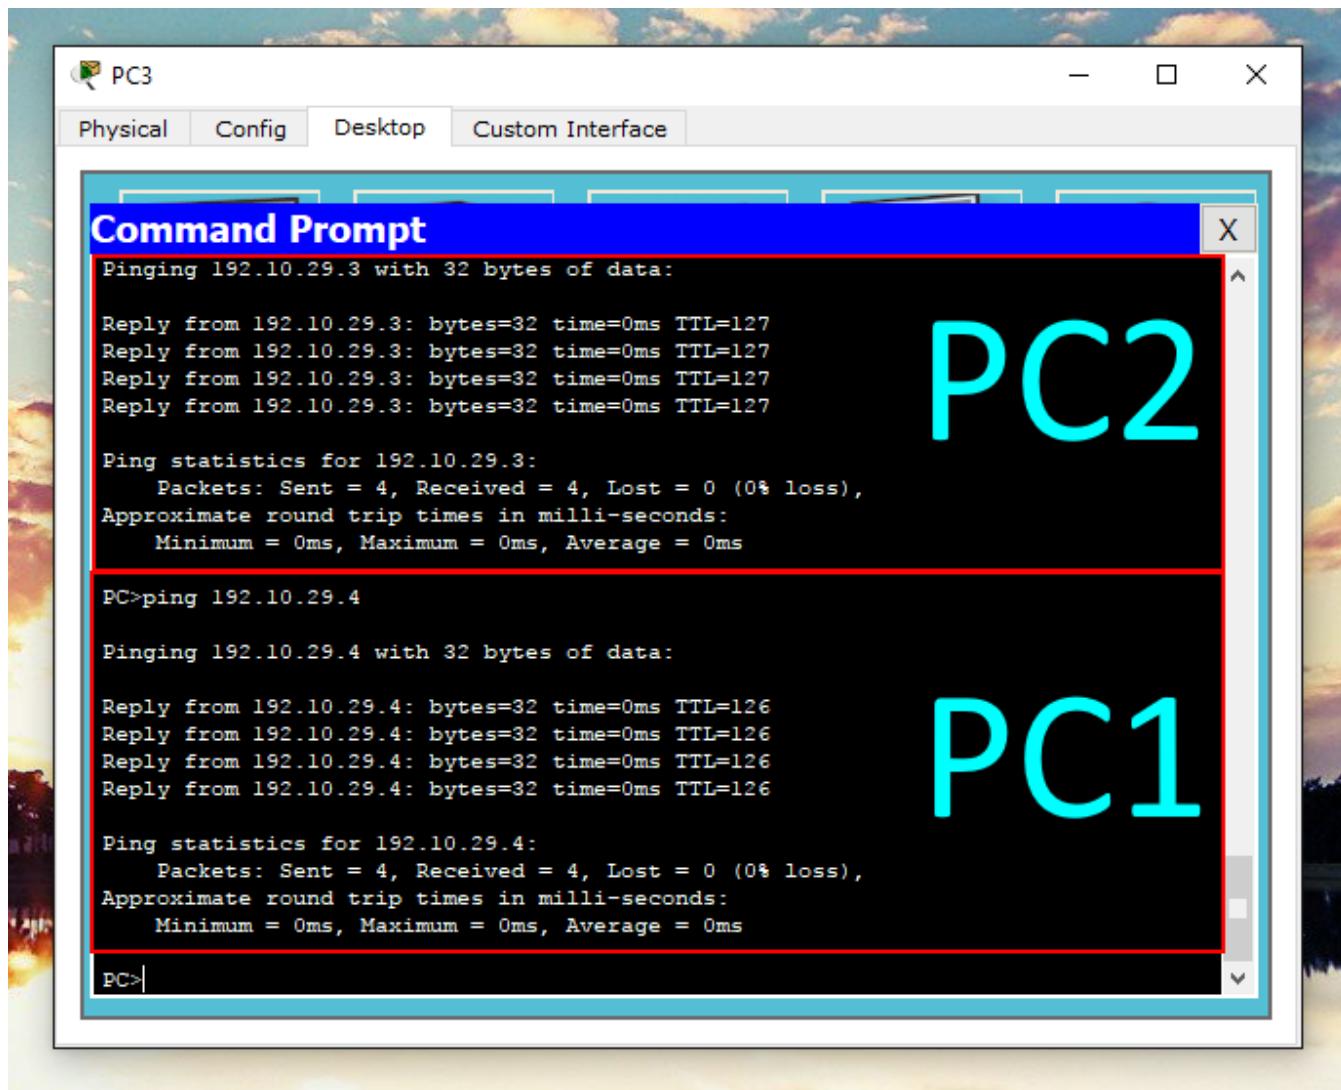 PC3
Physical Config Desktop Custom Interface
Command Prompt X
Pinging 192.10.29.3 with 32 bytes of data:
Reply from 192.10.29.3: bytes=32 time=0ms TTL=127
Reply from 192.10.29.3: bytes=32 time=0ms TTL=127
Reply from 192.10.29.3: bytes=32 time=0ms TTL=127
Reply from 192.10.29.3: bytes=32 time=0ms TTL=127
PC2
Ping statistics for 192.10.29.3:
Packets: Sent = 4, Received = 4, Lost = 0 (0% loss),
Approximate round trip times in milli-seconds:
Minimum = 0ms, Maximum = 0ms, Average = 0ms
PC>ping 192.10.29.4
Pinging 192.10.29.4 with 32 bytes of data:
Reply from 192.10.29.4: bytes=32 time=0ms TTL=126
Reply from 192.10.29.4: bytes=32 time=0ms TTL=126
Reply from 192.10.29.4: bytes=32 time=0ms TTL=126
Reply from 192.10.29.4: bytes=32 time=0ms TTL=126
PC1
Ping statistics for 192.10.29.4:
Packets: Sent = 4, Received = 4, Lost = 0 (0% loss),
Approximate round trip times in milli-seconds:
Minimum = 0ms, Maximum = 0ms, Average = 0ms
PC>